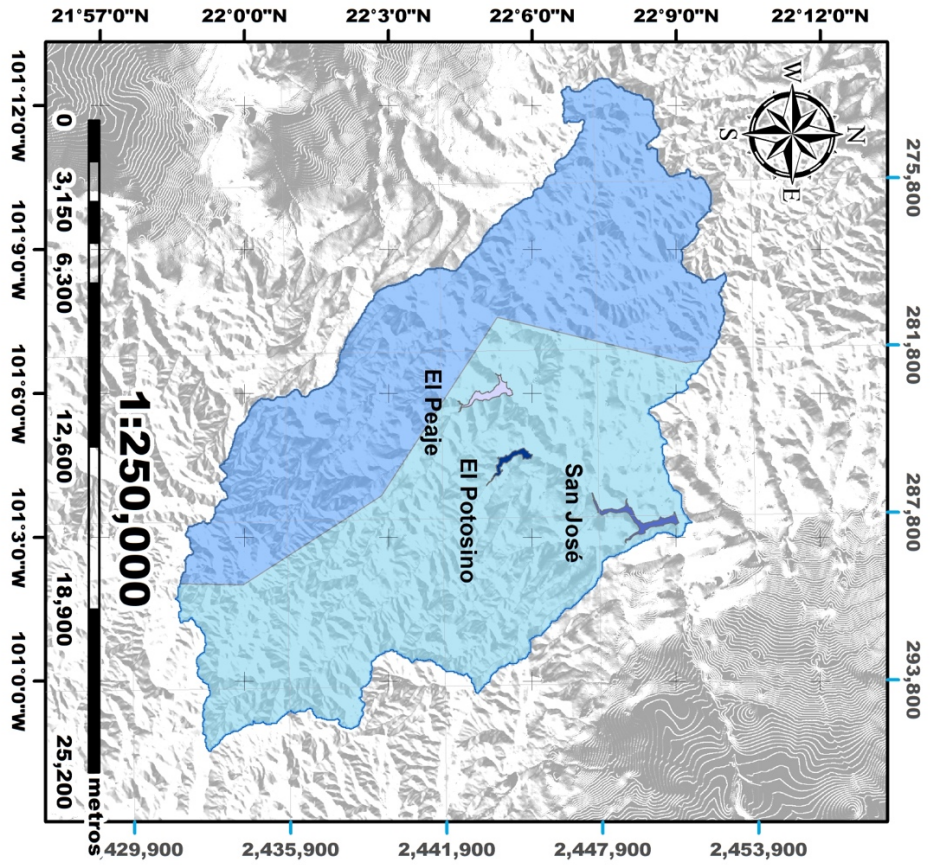 21°57'0"N 22°0'0"N 22°3'0"N 22°6'0"N 22°9'0"N 22°12'0"N
101°12'0"W
101°9'0"W
101°6'0"W
101°3'0"W
101°0'0"W
W
N
S
E
275,800
281,800
287,800
293,800
El Peaje
El Potosino
San José
1:250,000
0 3,150 6,300 12,600 18,900 25,200
metros
2,435,900 2,441,900 2,447,900 2,453,900